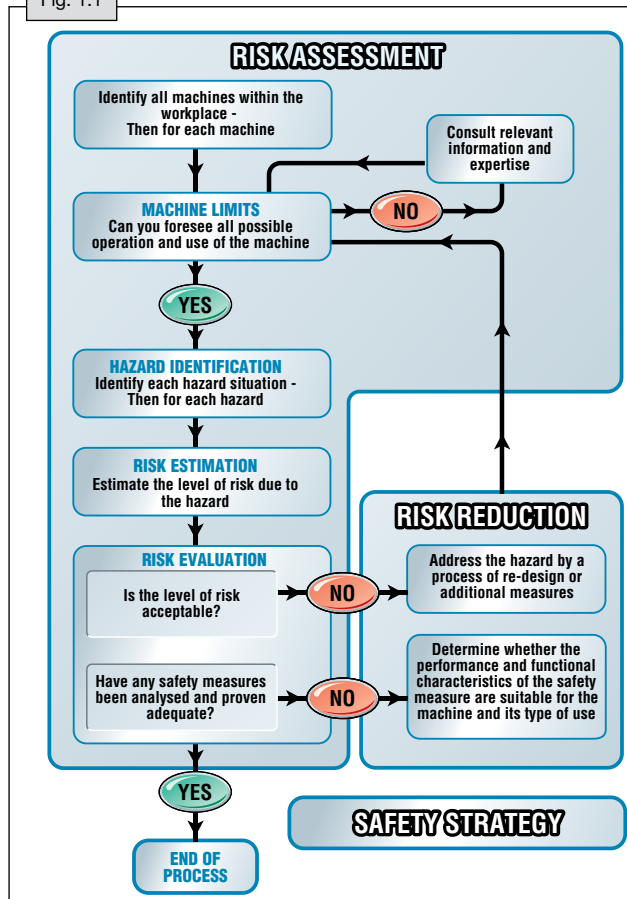 Fig. 1.1
RISK ASSESSMENT
Identify all machines within the
workplace -
Then for each machine
Consult relevant
information and
expertise
MACHINE LIMITS
Can you foresee all possible
operation and use of the machine
NO
YES
HAZARD IDENTIFICATION
Identify each hazard situation -
Then for each hazard
RISK ESTIMATION
Estimate the level of risk due to
the hazard
RISK EVALUATION
Is the level of risk
acceptable?
NO
Have any safety measures
been analysed and proven
adequate?
NO
RISK REDUCTION
Address the hazard by a
process of re-design or
additional measures
Determine whether the
performance and functional
characteristics of the safety
measure are suitable for the
machine and its type of use
YES
END OF
PROCESS
SAFETY STRATEGY